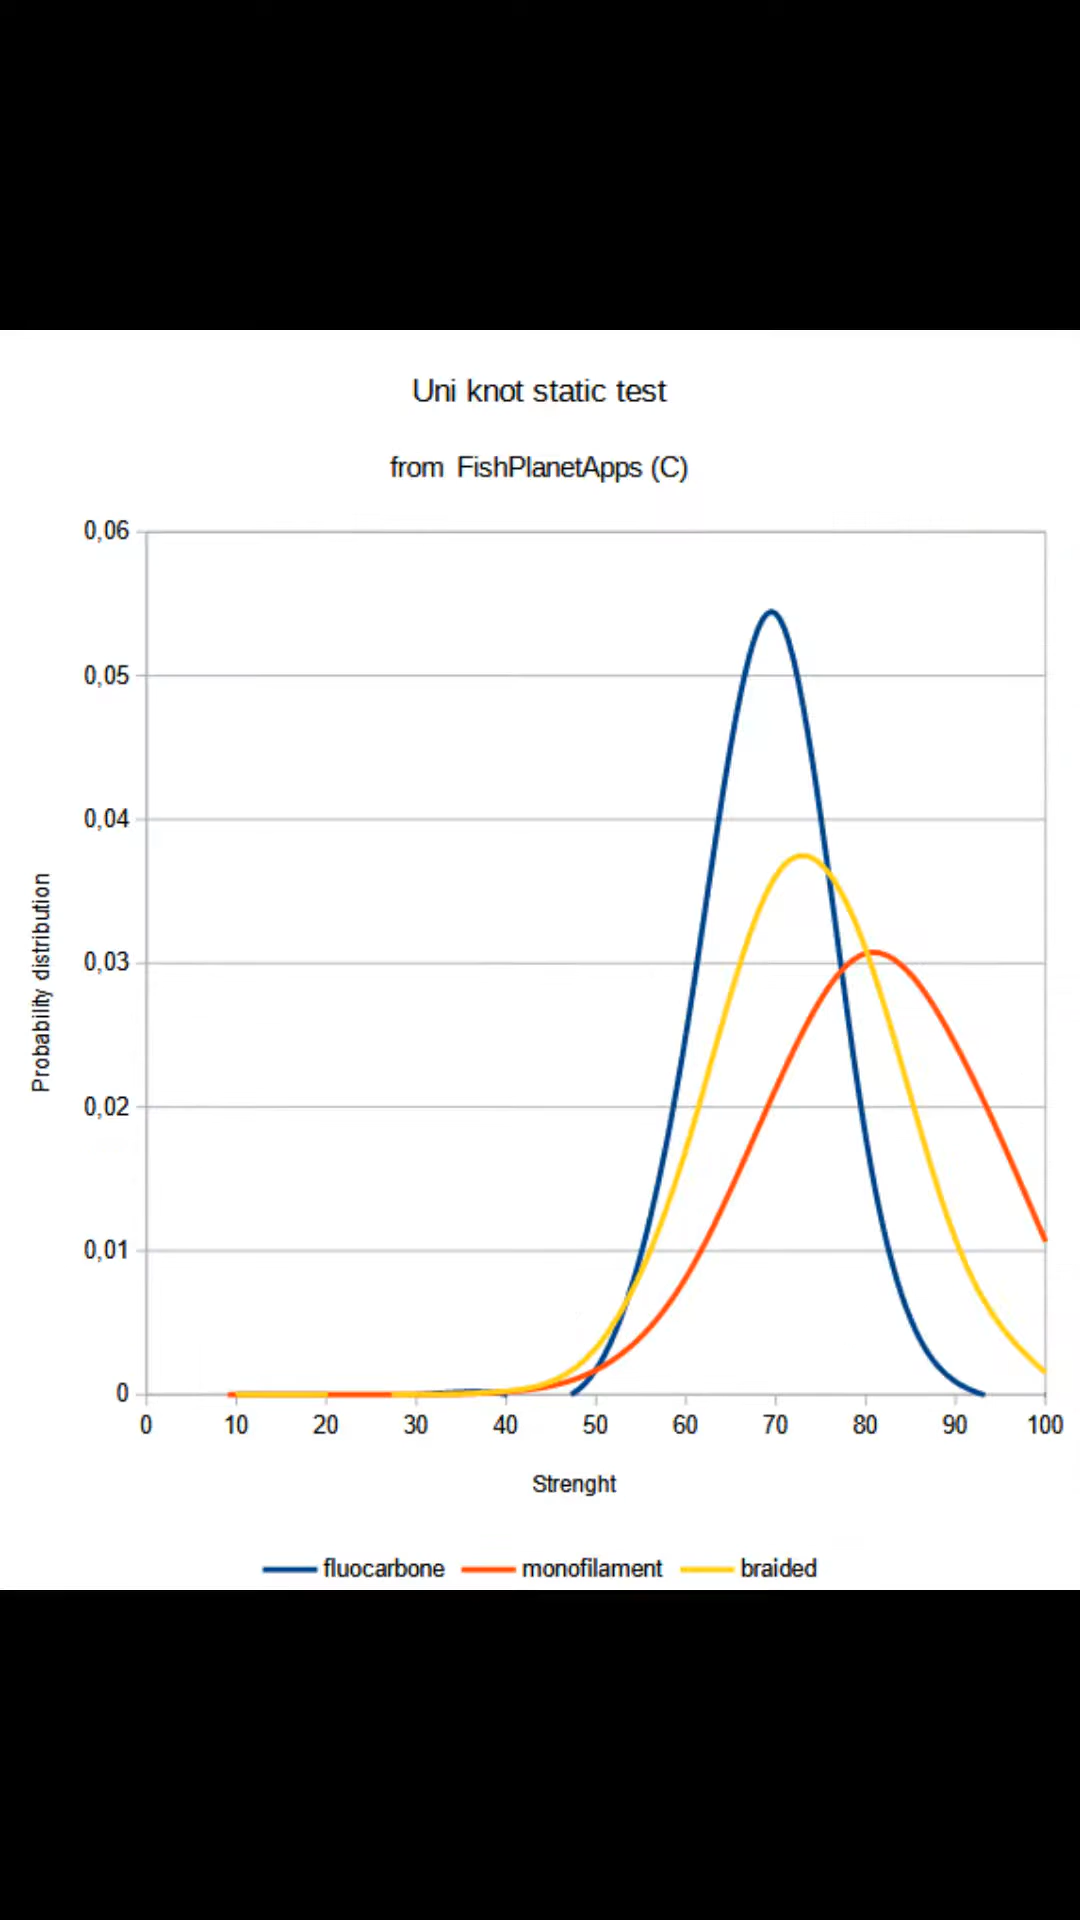 Uni knot static test
from FishPlanetApps (C)
0,06
0,05
0,04
0,03
0,02
0,01
0
Probability distribution
0 10 20 30 40 50 60 70 80 90 100
Strenght
fluocarbone monofilament braided